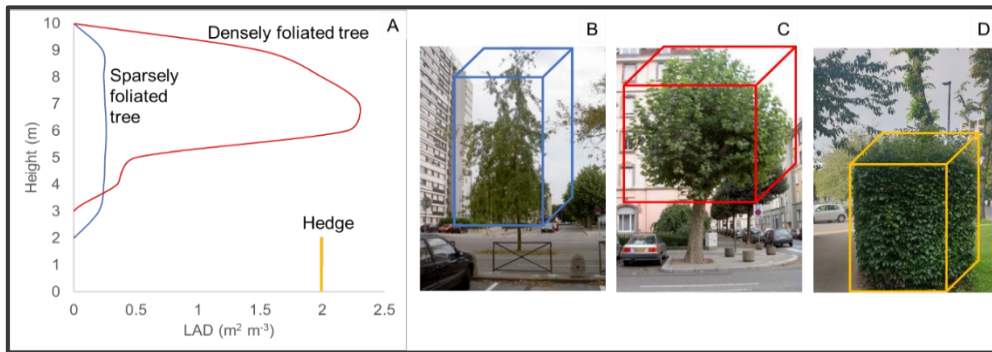 A
Densely foliated tree
Sparsely
foliated
tree
Hedge
Height (m)
10
9
8
7
6
5
4
3
2
1
0
0
0.5
1
1.5
2
2.5
LAD (m² m⁻³)
B
C
D